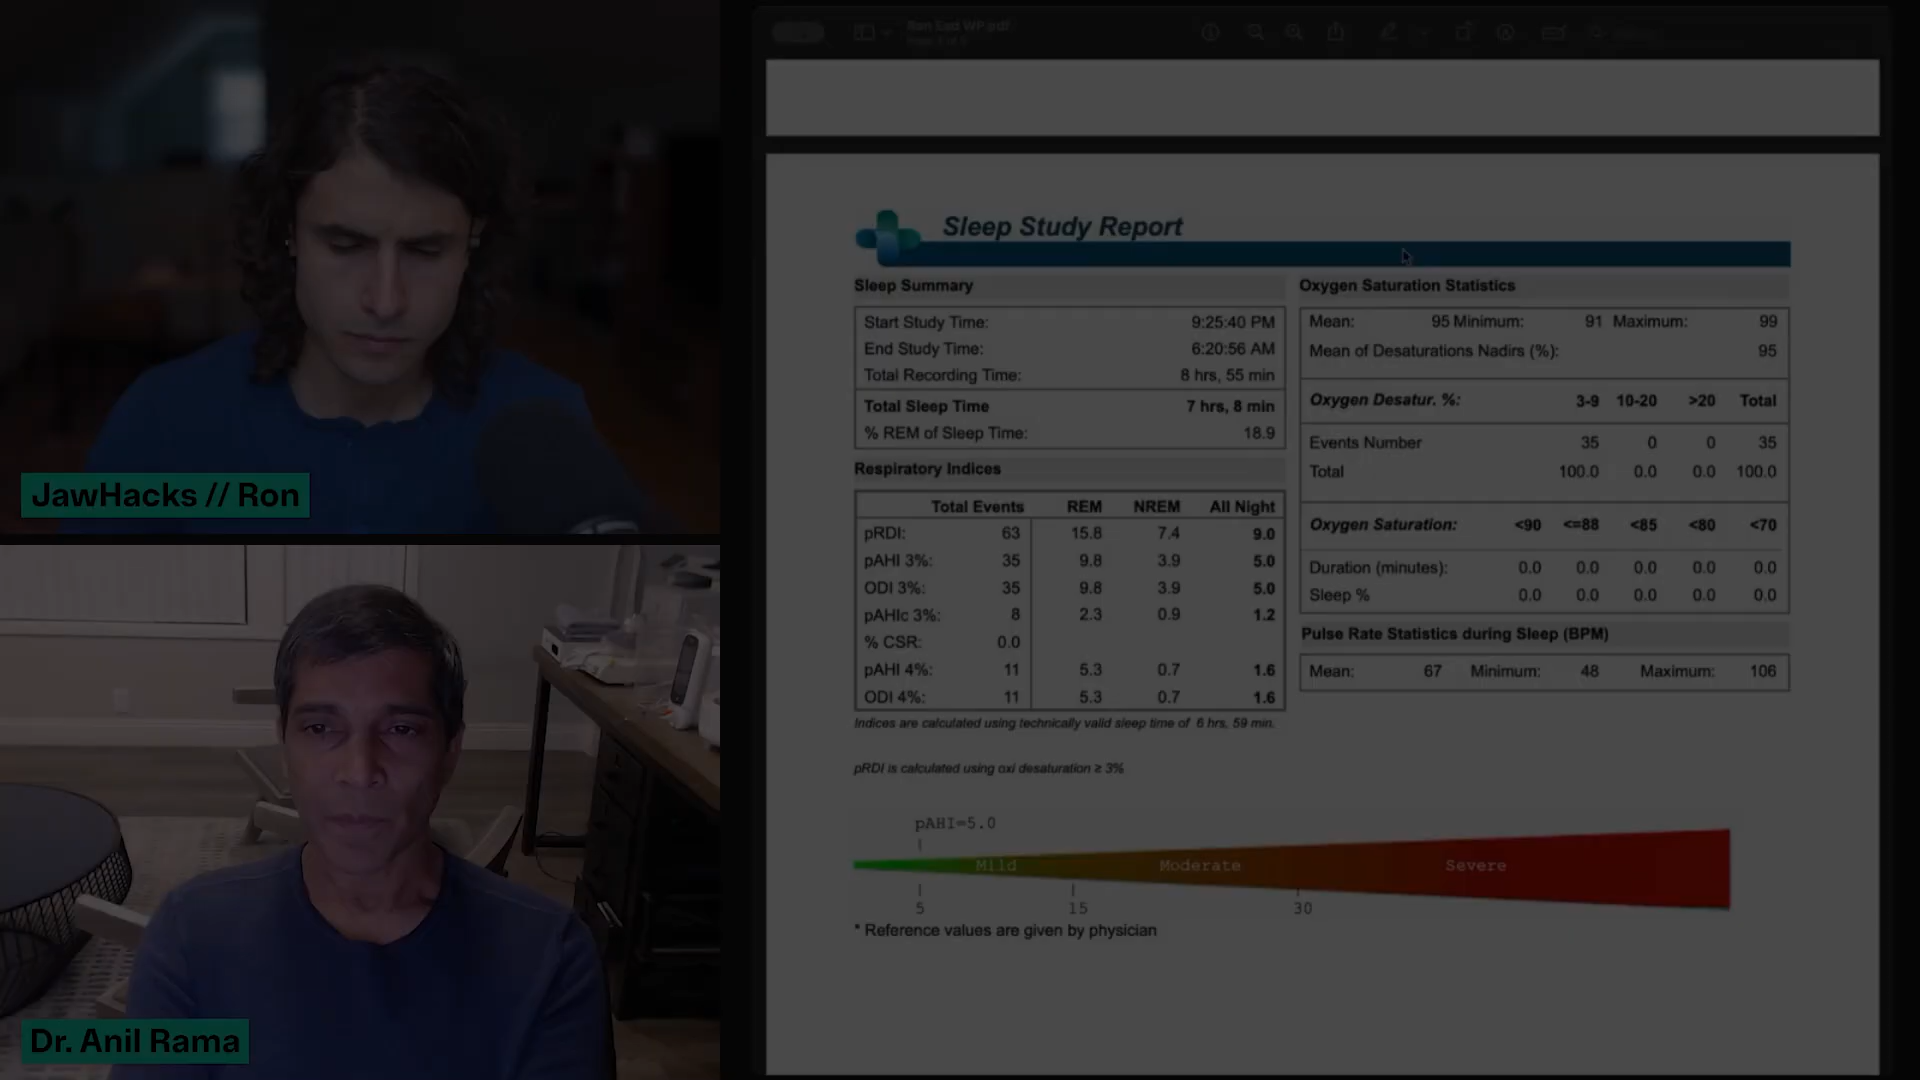 JawHacks // Ron
Dr. Anil Rama
Ron End WP.pdf
Sleep Study Report
Sleep Summary
Start Study Time: 9:25:40 PM
End Study Time: 6:20:56 AM
Total Recording Time: 8 hrs, 55 min
Total Sleep Time 7 hrs, 8 min
% REM of Sleep Time: 18.9
Respiratory Indices
Total Events REM NREM All Night
pRDI: 63 15.8 7.4 9.0
pAHI 3%: 35 9.8 3.9 5.0
ODI 3%: 35 9.8 3.9 5.0
pAHIc 3%: 8 2.3 0.9 1.2
% CSR: 0.0
pAHI 4%: 11 5.3 0.7 1.6
ODI 4%: 11 5.3 0.7 1.6
Indices are calculated using technically valid sleep time of 6 hrs, 59 min.
pRDI is calculated using oxi desaturation ≥ 3%
Oxygen Saturation Statistics
Mean: 95 Minimum: 91 Maximum: 99
Mean of Desaturations Nadirs (%): 95
Oxygen Desatur. %: 3-9 10-20 >20 Total
Events Number 35 0 0 35
Total 100.0 0.0 0.0 100.0
Oxygen Saturation: <90 <=88 <85 <80 <70
Duration (minutes): 0.0 0.0 0.0 0.0 0.0
Sleep % 0.0 0.0 0.0 0.0 0.0
Pulse Rate Statistics during Sleep (BPM)
Mean: 67 Minimum: 48 Maximum: 106
pAHI=5.0
Mild Moderate Severe
5 15 30
* Reference values are given by physician